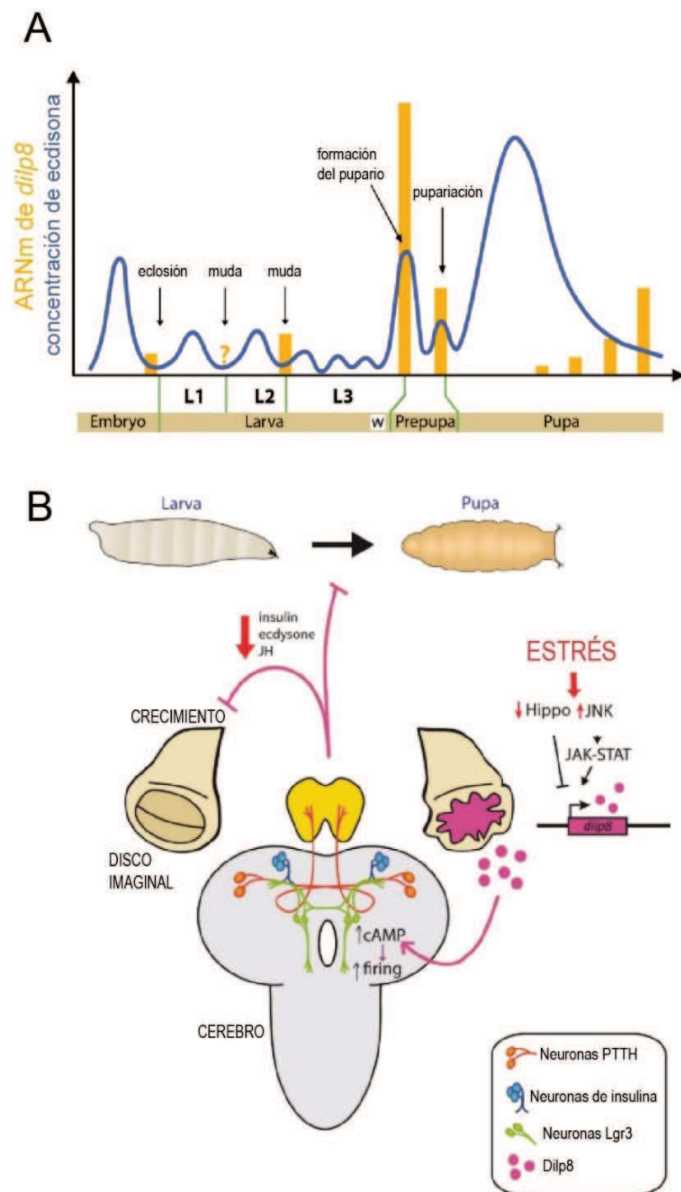 A
ARNm de dilp8
concentración de ecdisona
eclosión
muda
muda
formación
del pupario
pupariación
?
L1
L2
L3
Embryo
Larva
w
Prepupa
Pupa
B
Larva
Pupa
insulin
ecdysone
JH
CRECIMIENTO
DISCO
IMAGINAL
ESTRÉS
↓Hippo ↑JNK
JAK-STAT
dilp8
↑cAMP
↑firing
CEREBRO
Neuronas PTTH
Neuronas de insulina
Neuronas Lgr3
Dilp8